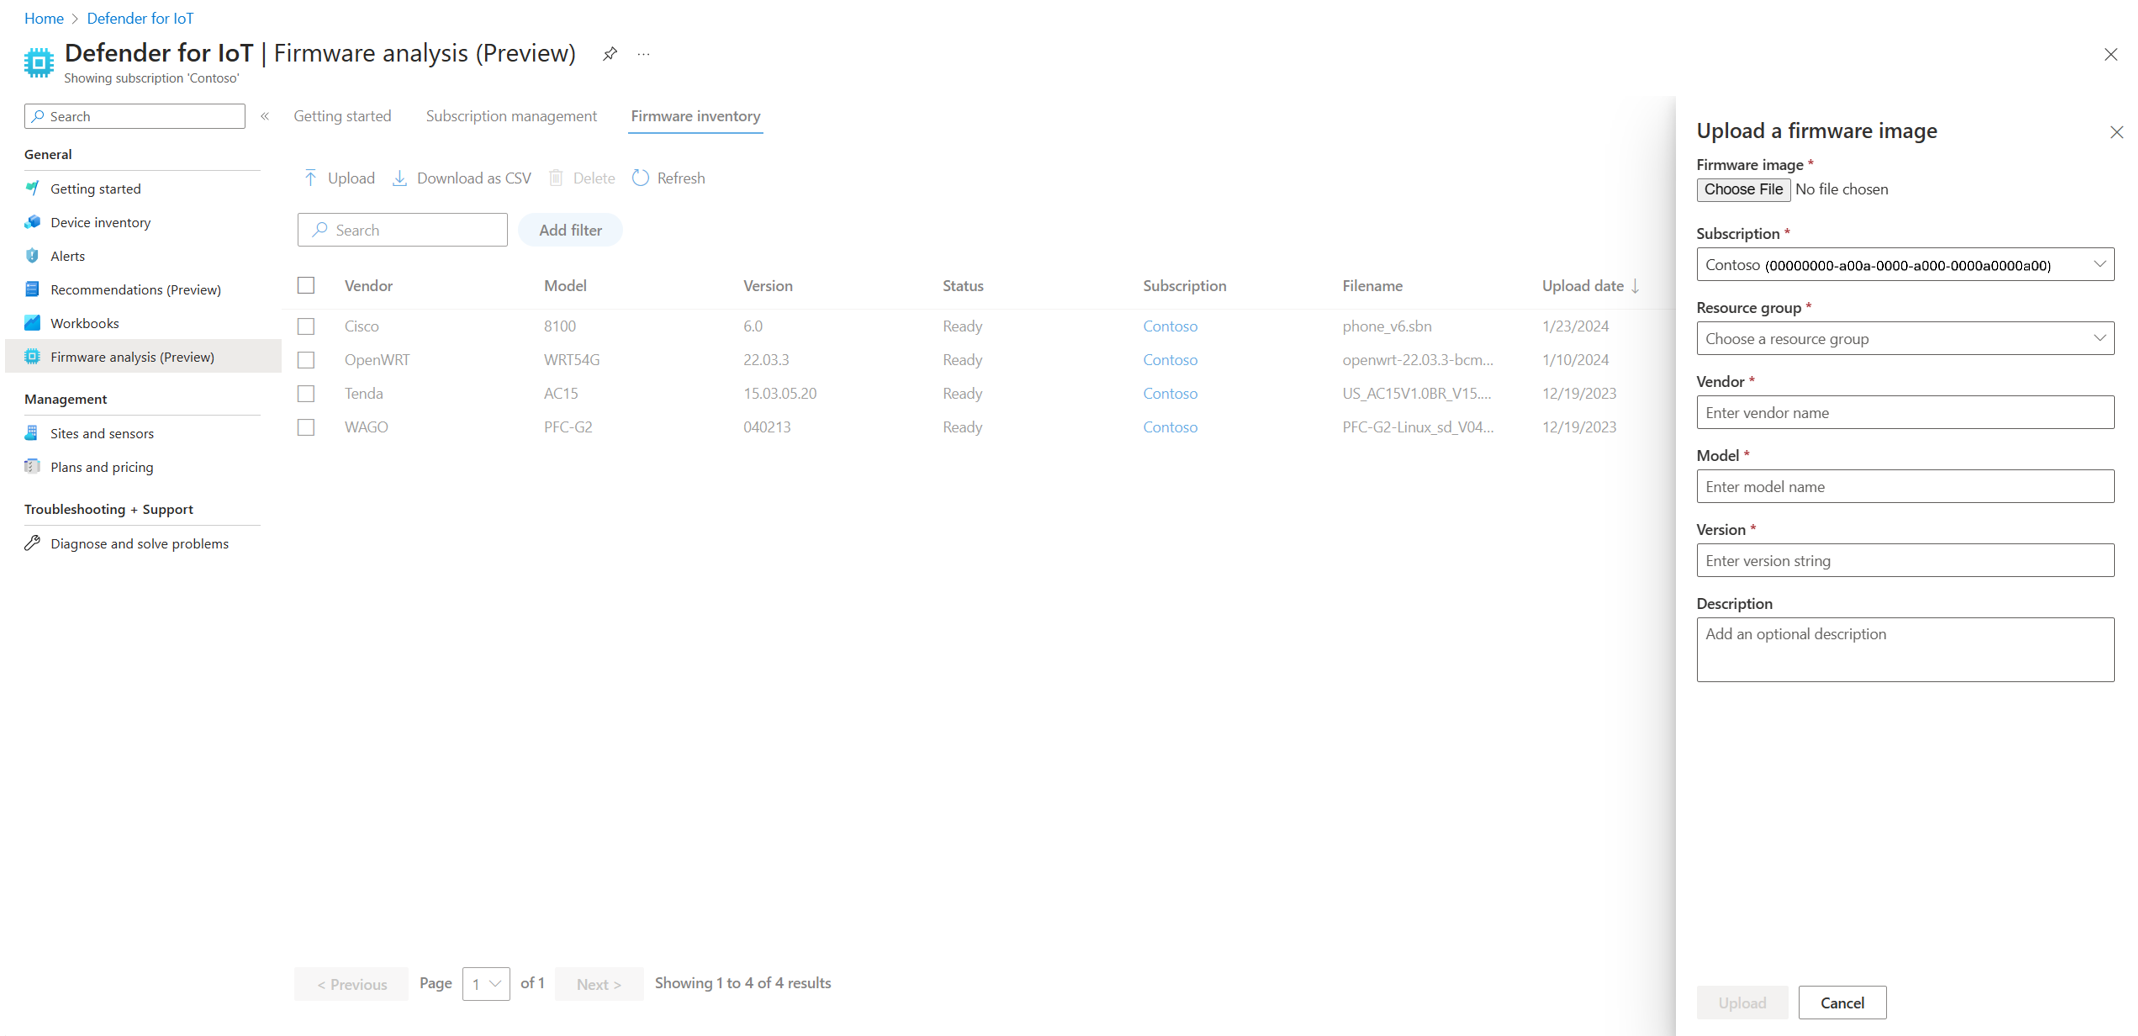 Home > Defender for IoT
Defender for IoT | Firmware analysis (Preview) ...
Showing subscription 'Contoso'
Search «
General
Getting started
Device inventory
Alerts
Recommendations (Preview)
Workbooks
Firmware analysis (Preview)
Management
Sites and sensors
Plans and pricing
Troubleshooting + Support
Diagnose and solve problems
Getting started Subscription management Firmware inventory
Upload Download as CSV Delete Refresh
Search Add filter
Vendor Model Version Status Subscription Filename Upload date ↓
Cisco 8100 6.0 Ready Contoso phone_v6.sbn 1/23/2024
OpenWRT WRT54G 22.03.3 Ready Contoso openwrt-22.03.3-bcm... 1/10/2024
Tenda AC15 15.03.05.20 Ready Contoso US_AC15V1.0BR_V15.... 12/19/2023
WAGO PFC-G2 040213 Ready Contoso PFC-G2-Linux_sd_V04... 12/19/2023
< Previous Page 1 of 1 Next > Showing 1 to 4 of 4 results
Upload a firmware image
Firmware image *
Choose File No file chosen
Subscription *
Contoso (00000000-a00a-0000-a000-0000a0000a00)
Resource group *
Choose a resource group
Vendor *
Enter vendor name
Model *
Enter model name
Version *
Enter version string
Description
Add an optional description
Upload Cancel